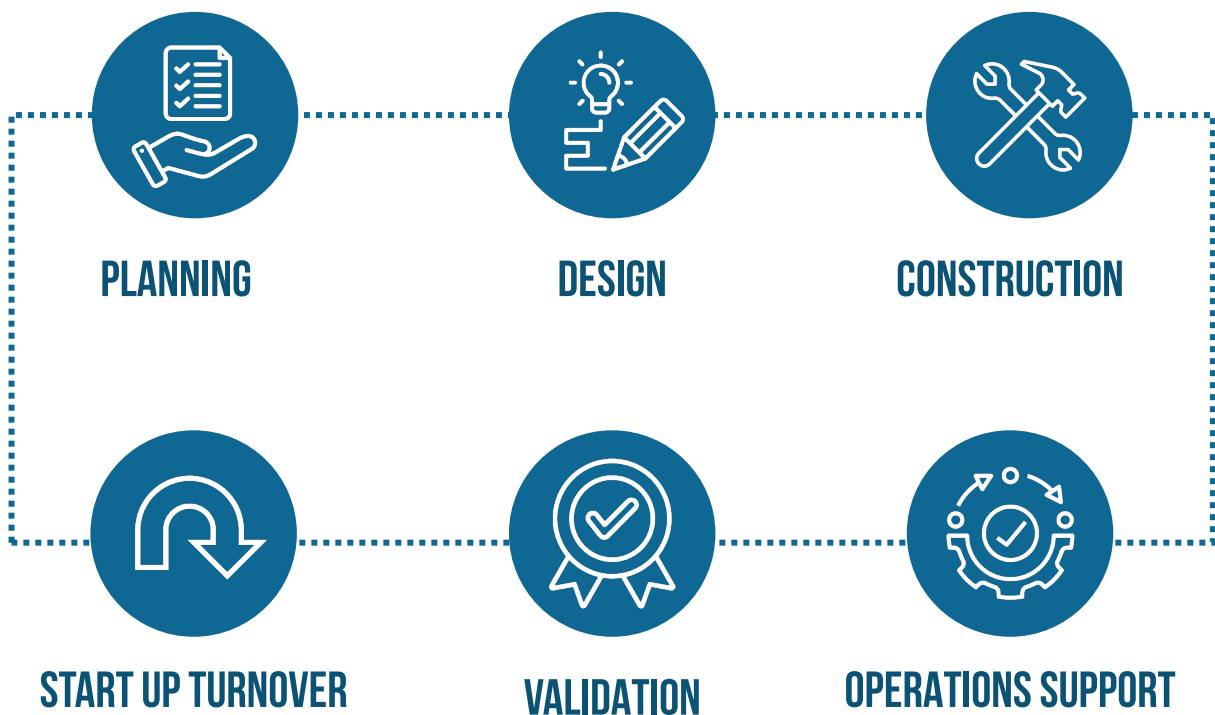 PLANNING
DESIGN
CONSTRUCTION
START UP TURNOVER
VALIDATION
OPERATIONS SUPPORT